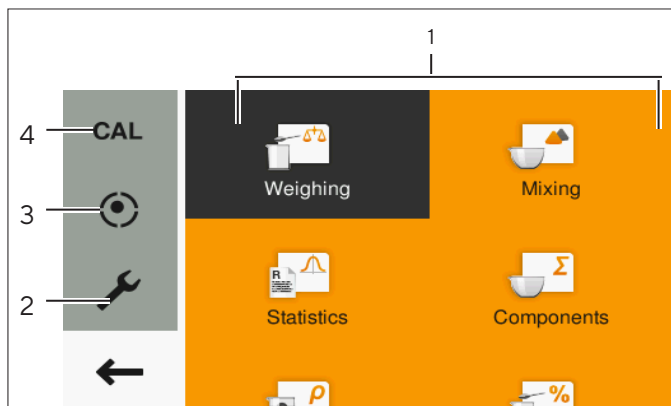 1
4 CAL
Weighing
Mixing
3
R
2
Σ
Statistics
Components
ρ
%